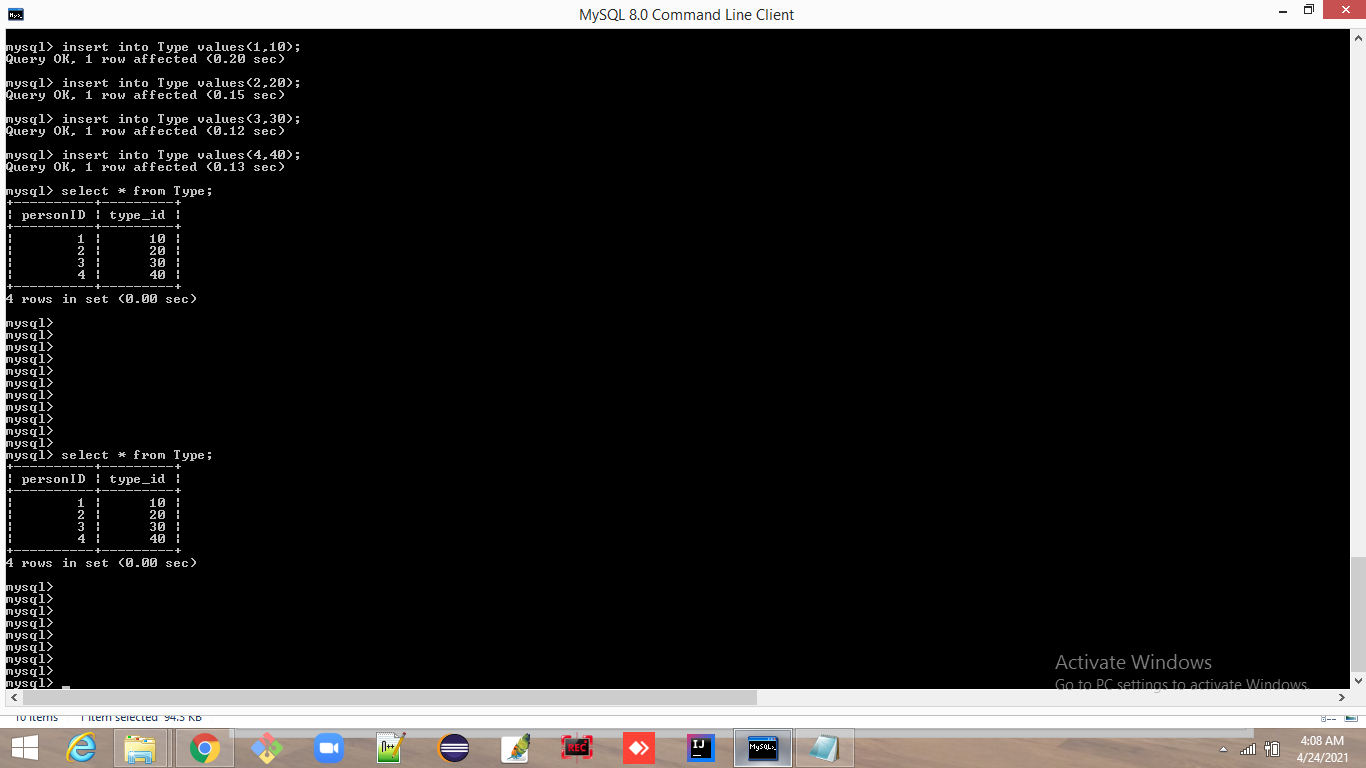 MySQL 8.0 Command Line Client
mysql> insert into Type values(1,10);
Query OK, 1 row affected (0.20 sec)
mysql> insert into Type values(2,20);
Query OK, 1 row affected (0.15 sec)
mysql> insert into Type values(3,30);
Query OK, 1 row affected (0.12 sec)
mysql> insert into Type values(4,40);
Query OK, 1 row affected (0.13 sec)
mysql> select * from Type;
+----------+---------+
| personID | type_id |
+----------+---------+
|        1 |      10 |
|        2 |      20 |
|        3 |      30 |
|        4 |      40 |
+----------+---------+
4 rows in set (0.00 sec)
mysql>
mysql>
mysql>
mysql>
mysql>
mysql>
mysql>
mysql>
mysql>
mysql>
mysql>
mysql> select * from Type;
+----------+---------+
| personID | type_id |
+----------+---------+
|        1 |      10 |
|        2 |      20 |
|        3 |      30 |
|        4 |      40 |
+----------+---------+
4 rows in set (0.00 sec)
mysql>
mysql>
mysql>
mysql>
mysql>
mysql>
mysql>
mysql>
mysql> _
Activate Windows
Go to PC settings to activate Windows.
10 items 1 item selected 94.5 KB
n++
REC
IJ
MySQL>
4:08 AM
4/24/2021